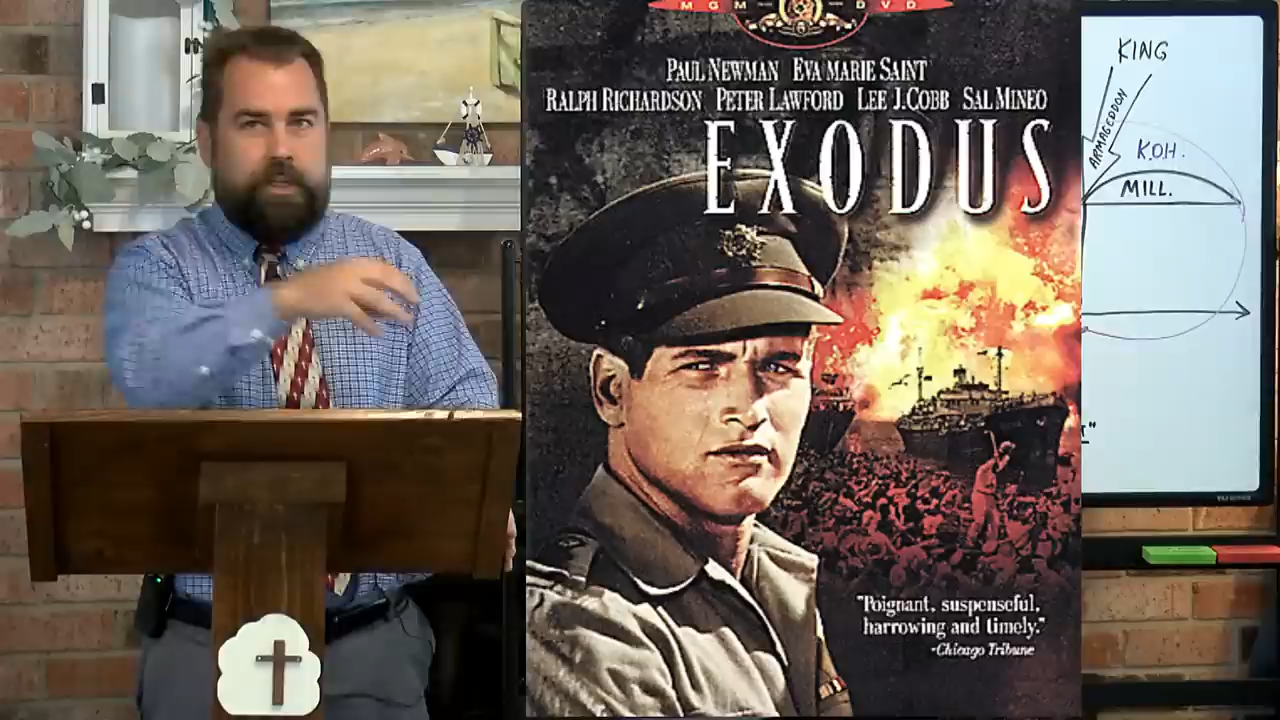 MGM DVD
PAUL NEWMAN EVA MARIE SAINT
RALPH RICHARDSON PETER LAWFORD LEE J. COBB SAL MINEO
EXODUS
"Poignant, suspenseful,
harrowing and timely."
-Chicago Tribune
KING
ARMAGEDDON
K.O.H.
MILL.